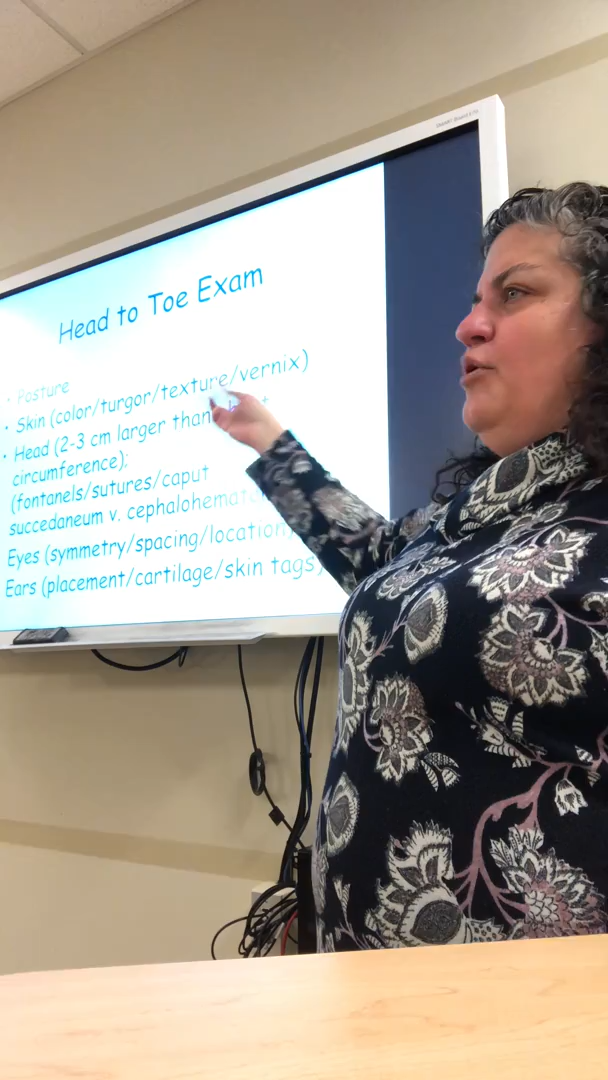 Head to Toe Exam
• Posture
• Skin (color/turgor/texture/vernix)
• Head (2-3 cm larger than
circumference);
(fontanels/sutures/caput
succedaneum v. cephalohemato
Eyes (symmetry/spacing/location)
Ears (placement/cartilage/skin tags)